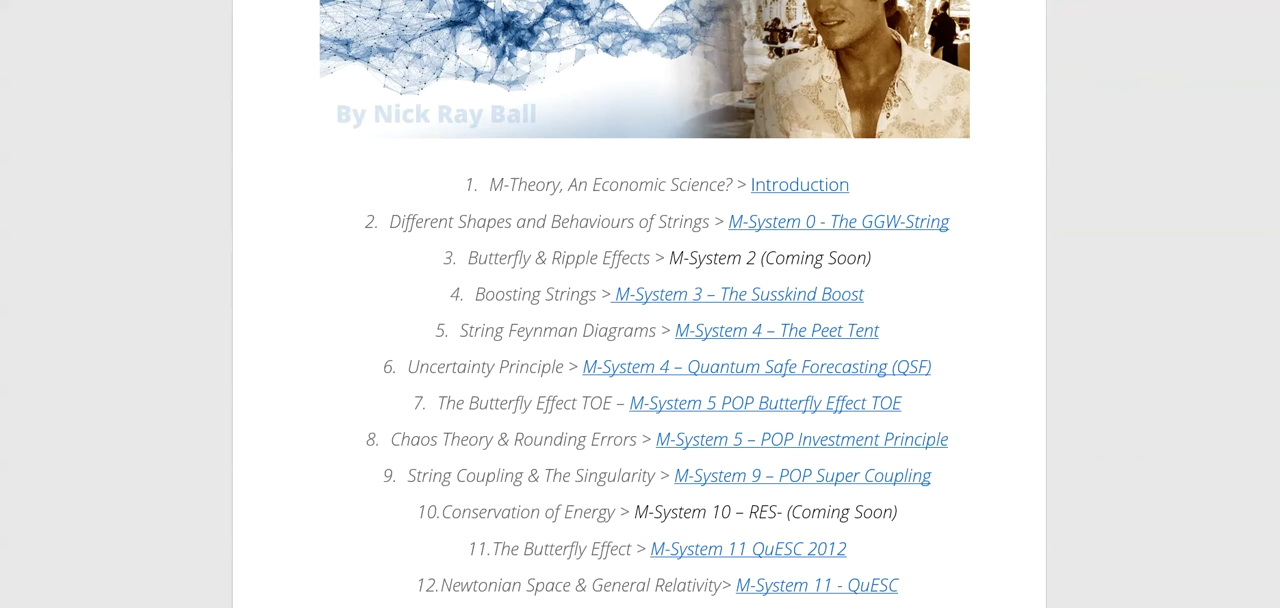 By Nick Ray Ball
1. M-Theory, An Economic Science? > Introduction
2. Different Shapes and Behaviours of Strings > M-System 0 - The GGW-String
3. Butterfly & Ripple Effects > M-System 2 (Coming Soon)
4. Boosting Strings > M-System 3 – The Susskind Boost
5. String Feynman Diagrams > M-System 4 – The Peet Tent
6. Uncertainty Principle > M-System 4 – Quantum Safe Forecasting (QSF)
7. The Butterfly Effect TOE – M-System 5 POP Butterfly Effect TOE
8. Chaos Theory & Rounding Errors > M-System 5 – POP Investment Principle
9. String Coupling & The Singularity > M-System 9 – POP Super Coupling
10.Conservation of Energy > M-System 10 – RES- (Coming Soon)
11.The Butterfly Effect > M-System 11 QuESC 2012
12.Newtonian Space & General Relativity> M-System 11 - QuESC